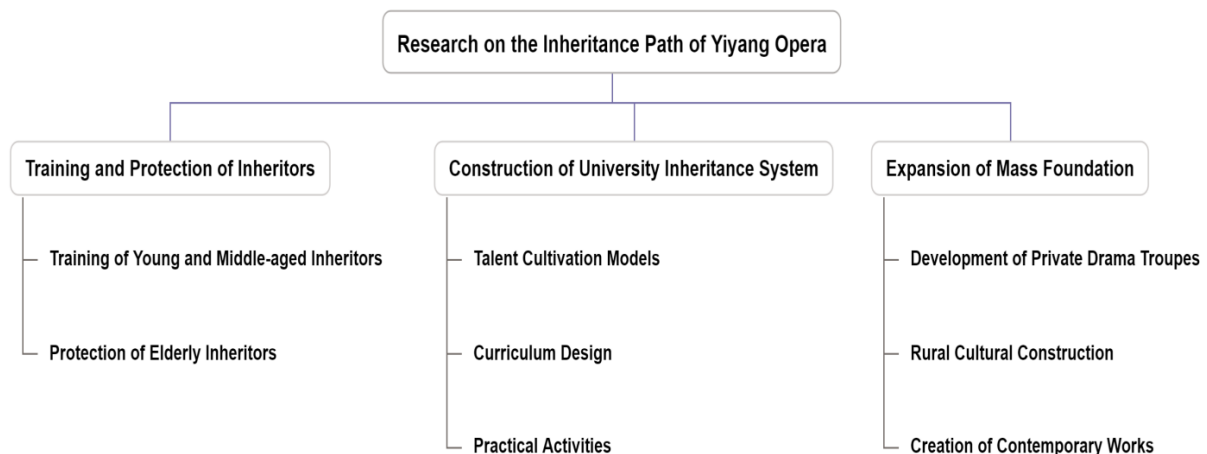 Research on the Inheritance Path of Yiyang Opera
Training and Protection of Inheritors
Training of Young and Middle-aged Inheritors
Protection of Elderly Inheritors
Construction of University Inheritance System
Talent Cultivation Models
Curriculum Design
Practical Activities
Expansion of Mass Foundation
Development of Private Drama Troupes
Rural Cultural Construction
Creation of Contemporary Works